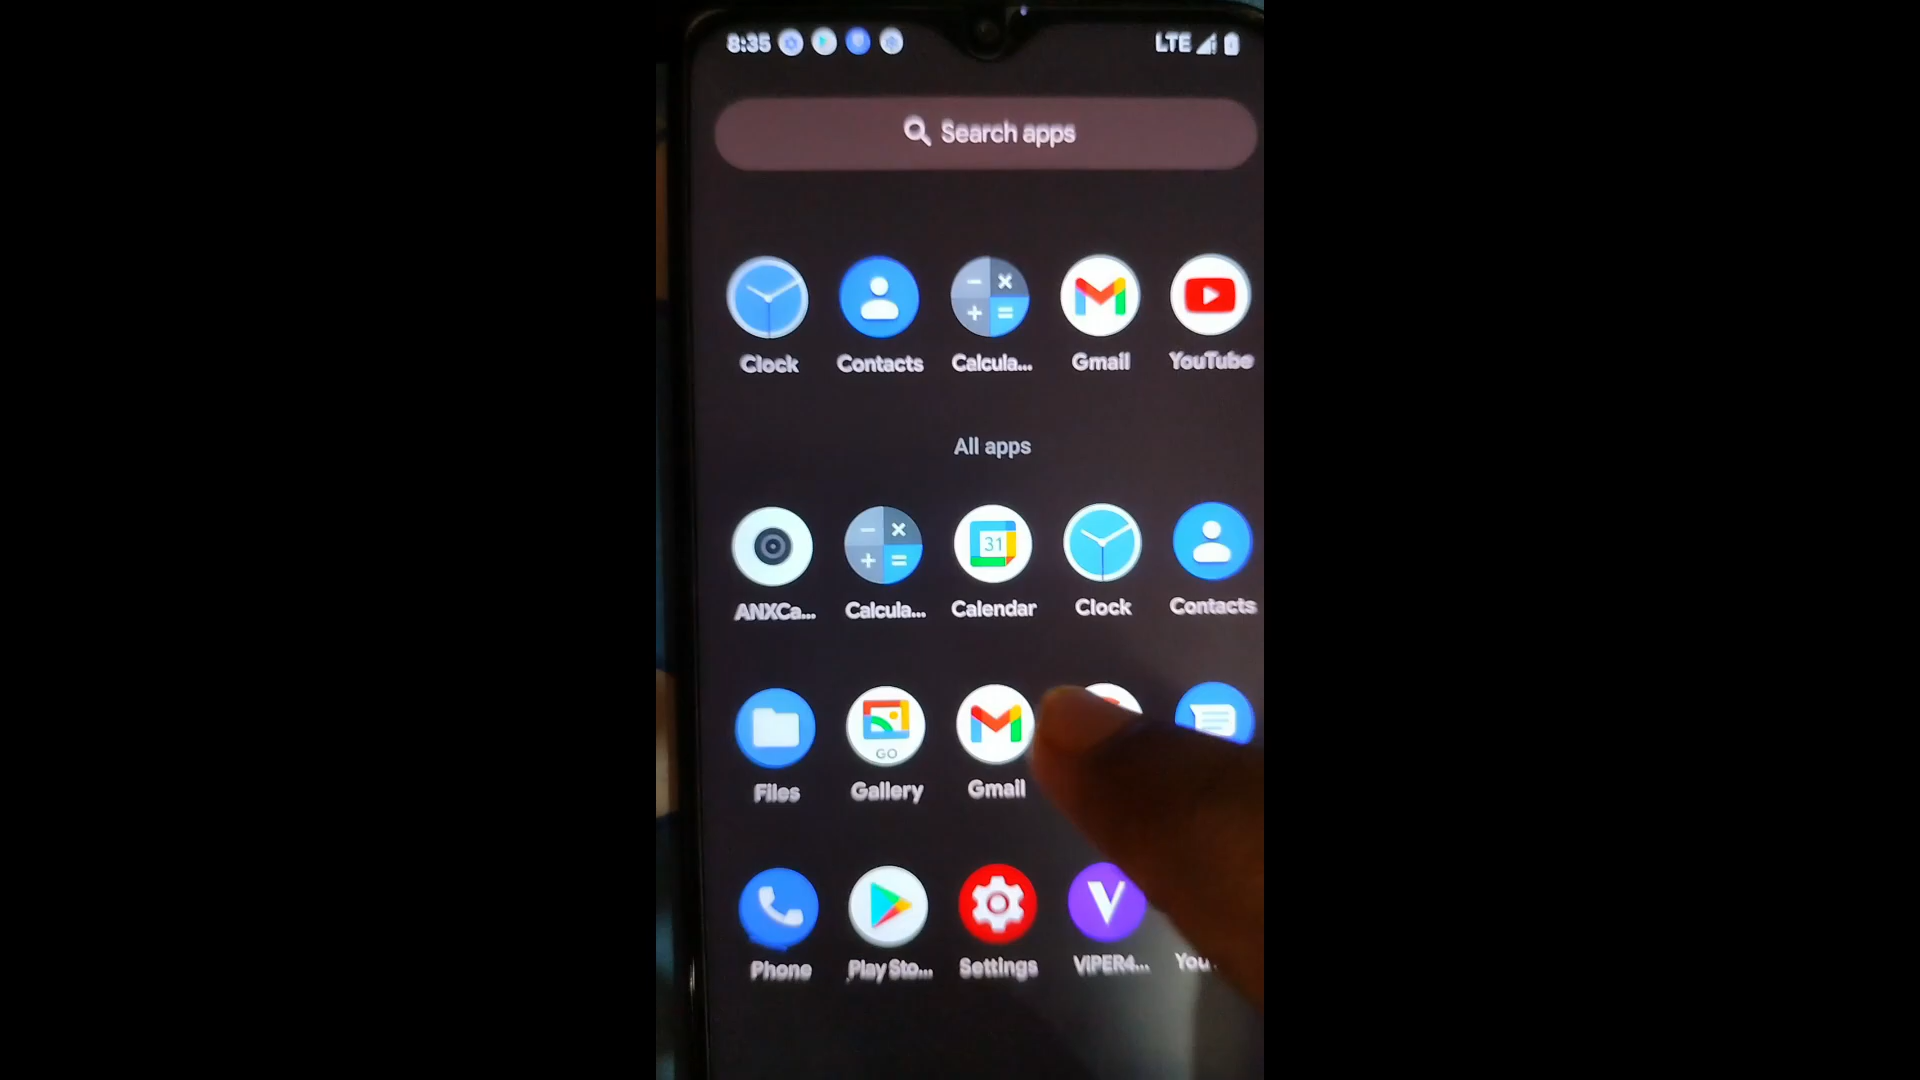 8:35 LTE
Search apps
Clock Contacts Calcula... Gmail YouTube
All apps
31
ANXCa... Calcula... Calendar Clock Contacts
GO
Files Gallery Gmail
V
Phone Play Sto... Settings ViPER4... You